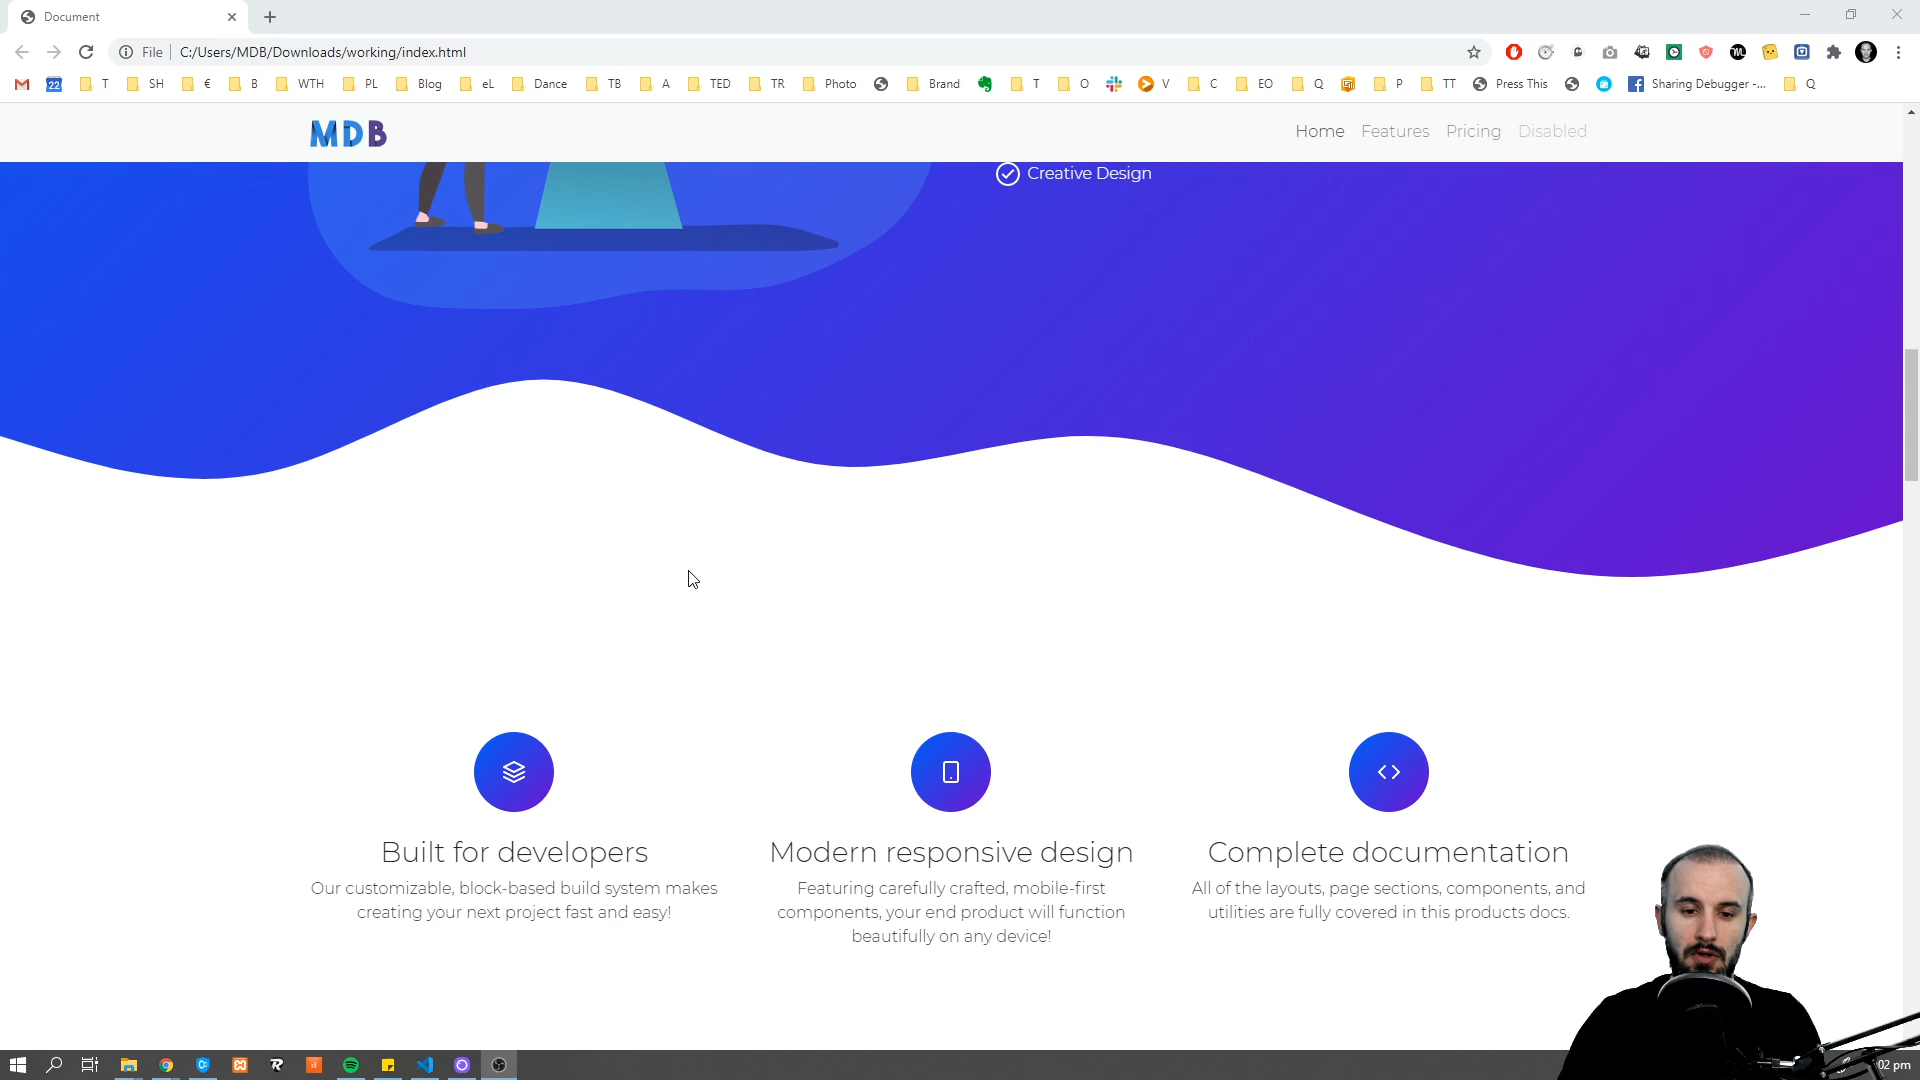 Document
File
C:/Users/MDB/Downloads/working/index.html
22
T
SH
€
B
WTH
PL
Blog
eL
Dance
TB
A
TED
TR
Photo
Brand
T
O
V
C
EO
Q
P
TT
Press This
Sharing Debugger -...
Q
MDB
Home
Features
Pricing
Disabled
Creative Design
Built for developers
Our customizable, block-based build system makes
creating your next project fast and easy!
Modern responsive design
Featuring carefully crafted, mobile-first
components, your end product will function
beautifully on any device!
Complete documentation
All of the layouts, page sections, components, and
utilities are fully covered in this products docs.
02 pm